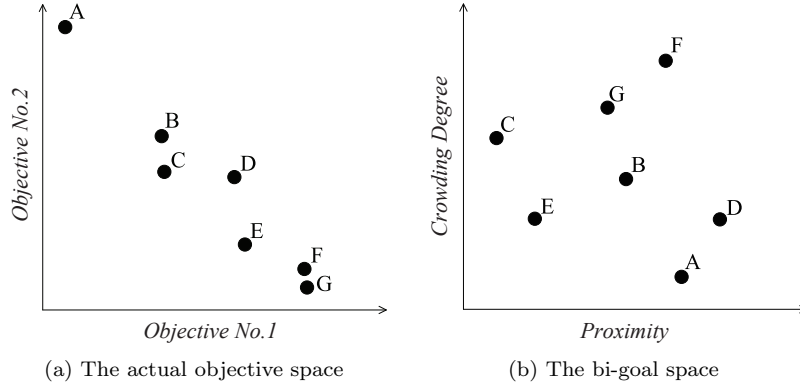 A
B
C
D
E
F
G
Objective No.2
Objective No.1
(a) The actual objective space
F
G
C
B
E
D
A
Crowding Degree
Proximity
(b) The bi-goal space